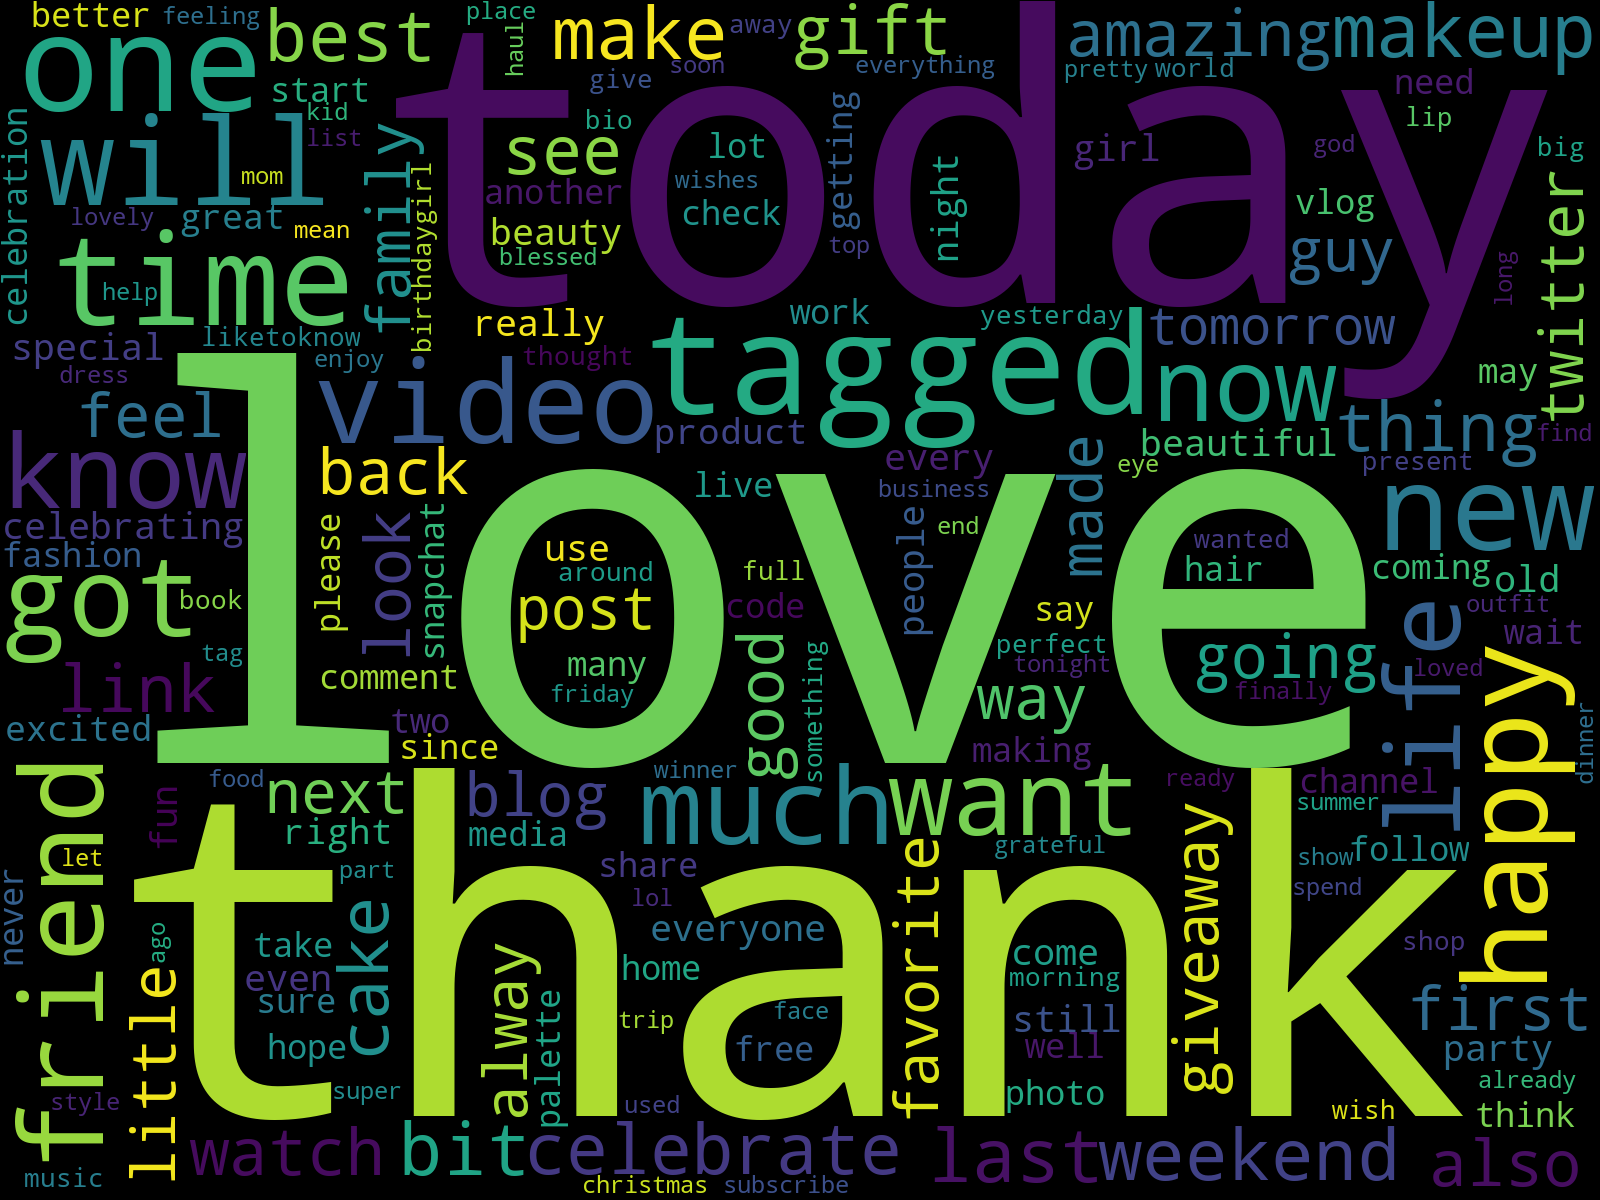 better feeling
place
one
best
haul
make
away
gift
amazing
makeup
give
soon
everything
pretty
world
need
start
kid
list
bio
today
lip
celebration
will
family
see
lot
getting
girl
god
big
mom
another
wishes
night
vlog
twitter
lovely
great
birthdaygirl
beauty
check
mean
blessed
top
guy
long
time
help
really
work
yesterday
tomorrow
special
liketoknow
enjoy
thought
tagged
now
may
dress
video
feel
product
beautiful
thing
find
know
back
love
live
every
business
made
eye
present
new
celebrating
please
look
snapchat
use
people
end
wanted
fashion
around
full
hair
coming
old
got
book
post
code
say
life
outfit
wait
tag
many
good
something
perfect
tonight
going
loved
happy
link
comment
friday
way
finally
excited
two
since
making
dinner
friend
food
next
blog
winner
much
want
ready
channel
fun
right
media
thank
grateful
giveaway
summer
let
part
share
favorite
show
follow
never
lol
spend
ago
take
cake
everyone
come
shop
little
even
alway
home
morning
sure
palette
trip
face
still
first
hope
free
well
party
super
photo
already
style
used
wish
think
watch
bit
celebrate
last
weekend
also
music
christmas
subscribe